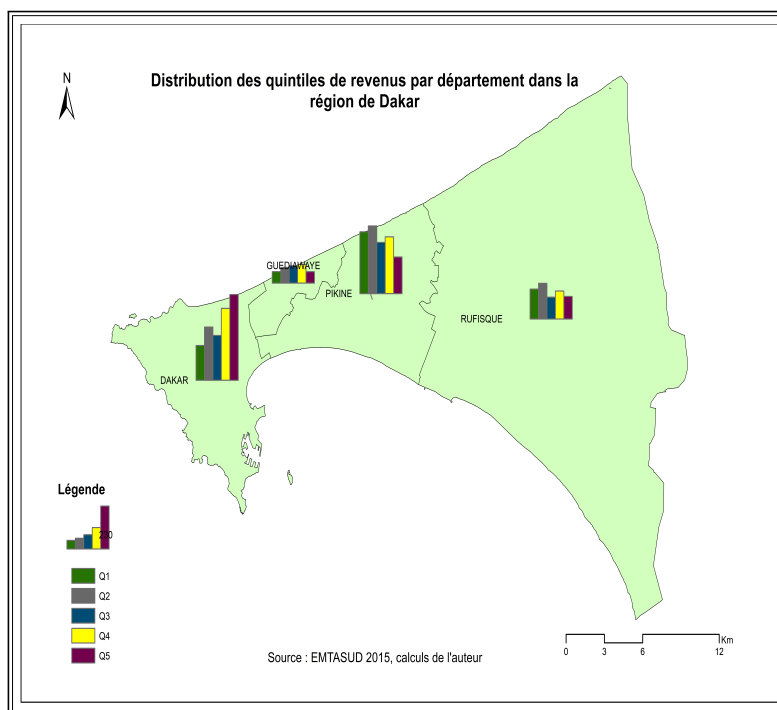 Distribution des quintiles de revenus par département dans la
région de Dakar
N
GUEDIAWAYE
PIKINE
RUFISQUE
DAKAR
Légende
230
Q1
Q2
Q3
Q4
Q5
Source : EMTASUD 2015, calculs de l'auteur
Km
0 3 6 12